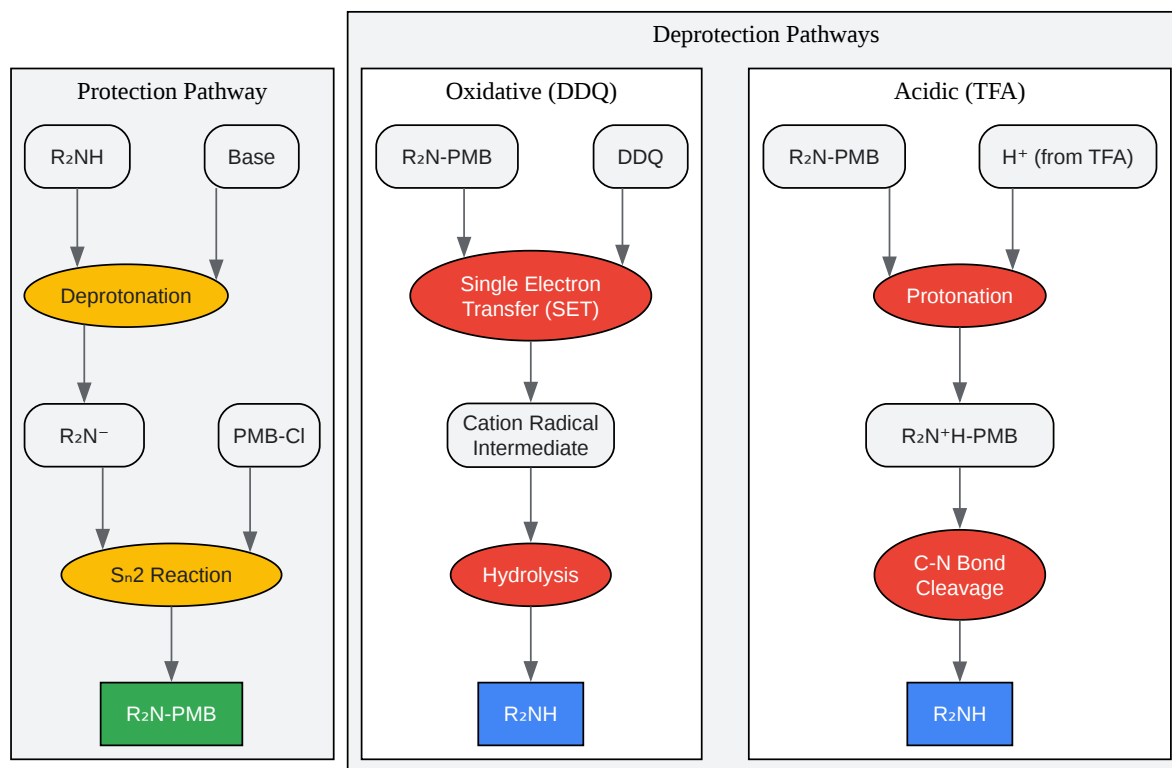 Deprotection Pathways
Protection Pathway
R₂NH
Base
Deprotonation
R₂N⁻
PMB-Cl
Sₙ2 Reaction
R₂N-PMB
Oxidative (DDQ)
R₂N-PMB
DDQ
Single Electron
Transfer (SET)
Cation Radical
Intermediate
Hydrolysis
R₂NH
Acidic (TFA)
R₂N-PMB
H⁺ (from TFA)
Protonation
R₂N⁺H-PMB
C-N Bond
Cleavage
R₂NH